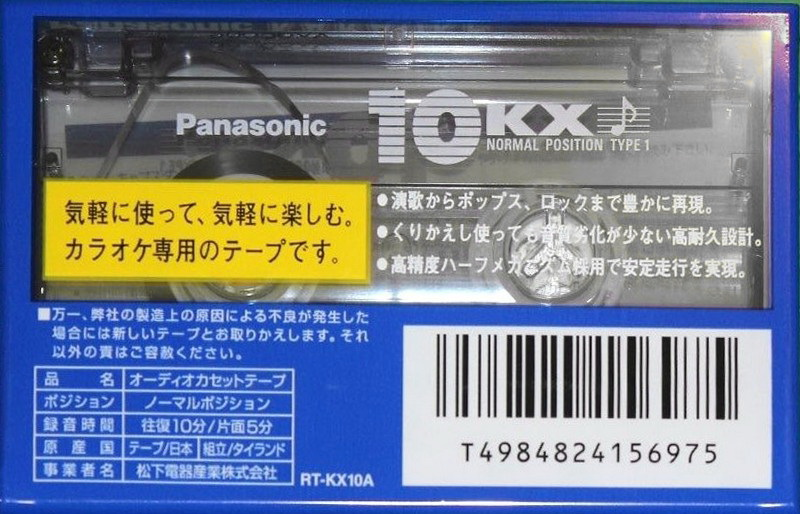 Panasonic
10KX
NORMAL POSITION TYPE I
気軽に使って、気軽に楽しむ。
カラオケ専用のテープです。
●演歌からポップス、ロックまで豊かに再現。
●くりかえし使っても音質劣化が少ない高耐久設計。
●高精度ハーフメカニズム採用で安定走行を実現。
■万一、弊社の製造上の原因による不良が発生した
場合には新しいテープとお取りかえします。それ
以外の責はご容赦ください。
品名 オーディオカセットテープ
ポジション ノーマルポジション
録音時間 往復10分/片面5分
原産国 テープ/日本 組立/タイランド
事業者名 松下電器産業株式会社
RT-KX10A
T4984824156975